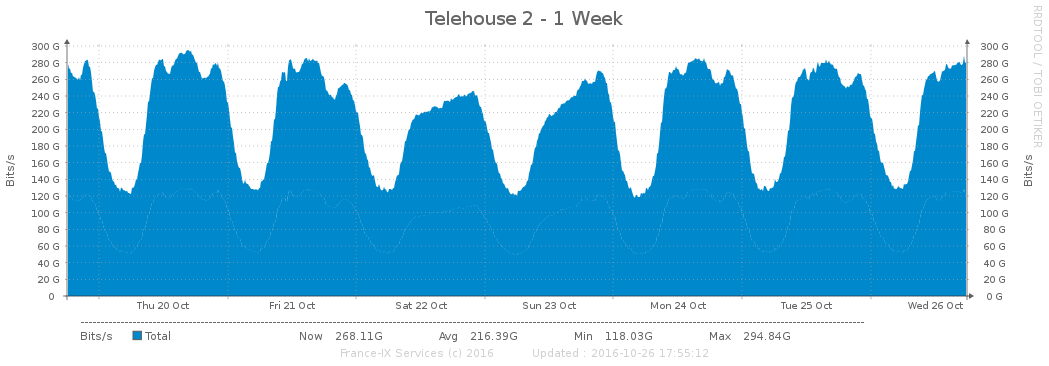 Telehouse 2 - 1 Week
RRDTOOL / TOBI OETIKER
Bits/s
Bits/s
300 G 300 G
280 G 280 G
260 G 260 G
240 G 240 G
220 G 220 G
200 G 200 G
180 G 180 G
160 G 160 G
140 G 140 G
120 G 120 G
100 G 100 G
80 G 80 G
60 G 60 G
40 G 40 G
20 G 20 G
0 0 G
Thu 20 Oct Fri 21 Oct Sat 22 Oct Sun 23 Oct Mon 24 Oct Tue 25 Oct Wed 26 Oct
Bits/s Total Now 268.11G Avg 216.39G Min 118.03G Max 294.84G
France-IX Services (c) 2016 Updated : 2016-10-26 17:55:12